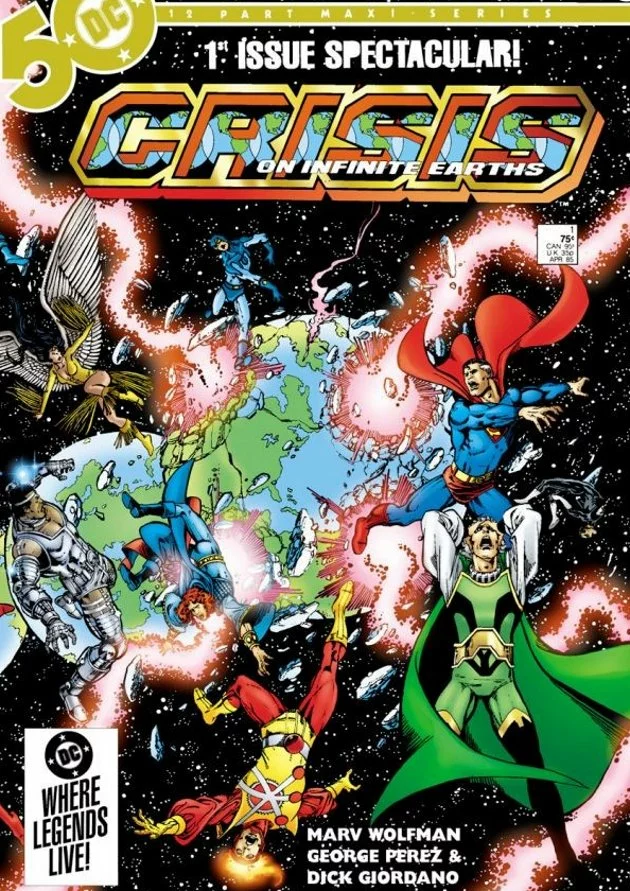 50
DC
12 PART MAXI-SERIES
1st ISSUE SPECTACULAR!
CRISIS
ON INFINITE EARTHS
1
75¢
CAN 95¢
UK 35p
APR 85
DC
WHERE
LEGENDS
LIVE!
MARV WOLFMAN
GEORGE PEREZ &
DICK GIORDANO